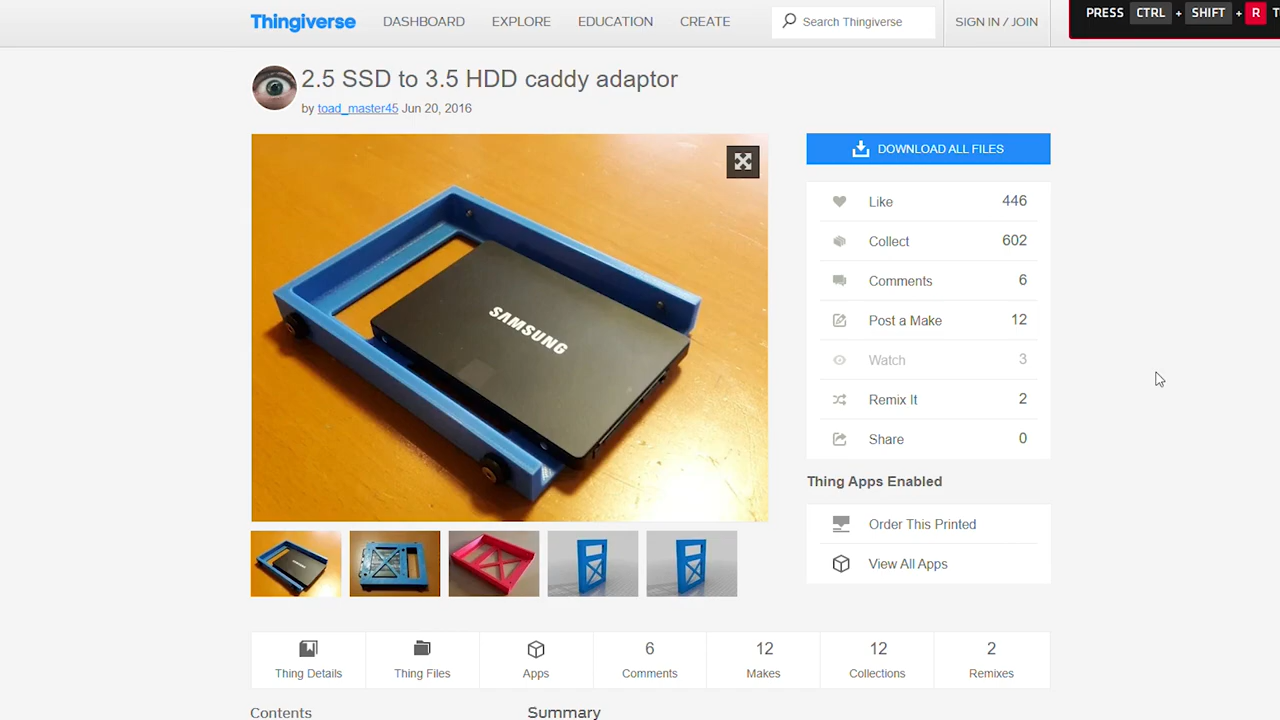 Thingiverse DASHBOARD EXPLORE EDUCATION CREATE Search Thingiverse SIGN IN / JOIN
PRESS CTRL + SHIFT + R T
2.5 SSD to 3.5 HDD caddy adaptor
by toad_master45 Jun 20, 2016
SAMSUNG
DOWNLOAD ALL FILES
Like 446
Collect 602
Comments 6
Post a Make 12
Watch 3
Remix It 2
Share 0
Thing Apps Enabled
Order This Printed
View All Apps
6 12 12 2
Thing Details Thing Files Apps Comments Makes Collections Remixes
Contents Summary